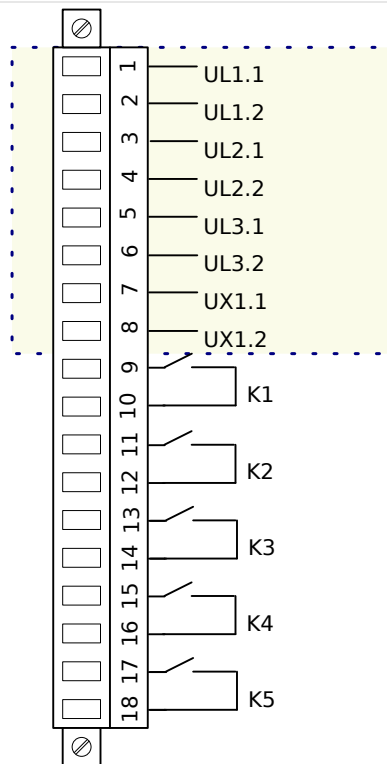 1 UL1.1
2 UL1.2
3 UL2.1
4 UL2.2
5 UL3.1
6 UL3.2
7 UX1.1
8 UX1.2
9
10 K1
11
12 K2
13
14 K3
15
16 K4
17
18 K5